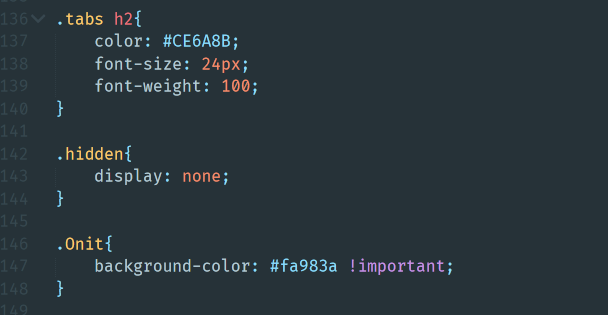 136 .tabs h2{
137 color: #CE6A8B;
138 font-size: 24px;
139 font-weight: 100;
140 }
141
142 .hidden{
143 display: none;
144 }
145
146 .Onit{
147 background-color: #fa983a !important;
148 }
149